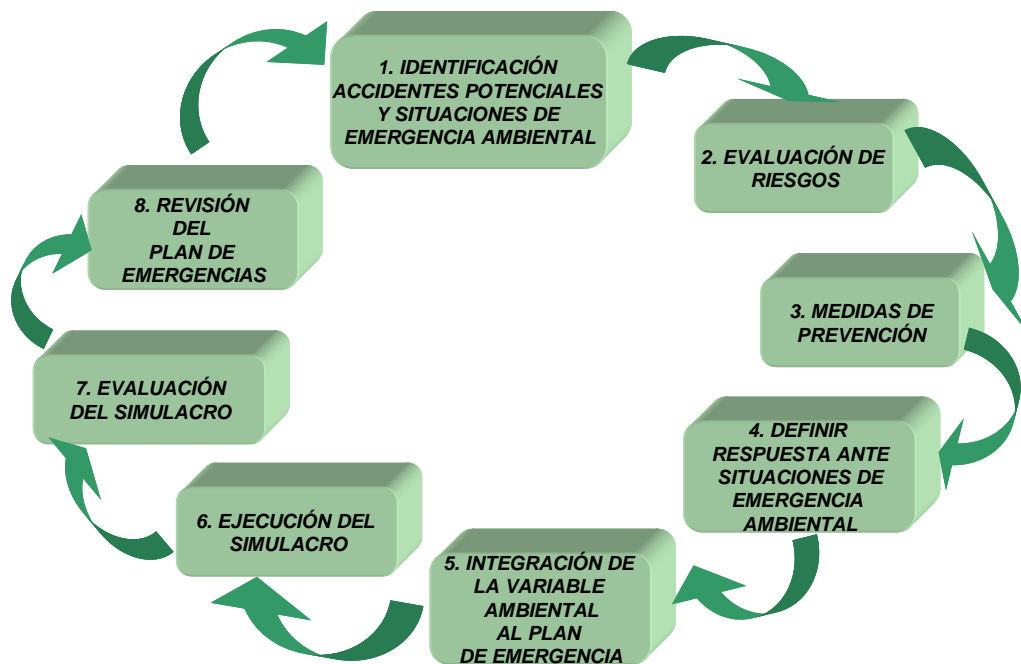 1. IDENTIFICACIÓN
ACCIDENTES POTENCIALES
Y SITUACIONES DE
EMERGENCIA AMBIENTAL
2. EVALUACIÓN DE
RIESGOS
3. MEDIDAS DE
PREVENCIÓN
4. DEFINIR
RESPUESTA ANTE
SITUACIONES DE
EMERGENCIA
AMBIENTAL
5. INTEGRACIÓN DE
LA VARIABLE
AMBIENTAL
AL PLAN
DE EMERGENCIA
6. EJECUCIÓN DEL
SIMULACRO
7. EVALUACIÓN
DEL SIMULACRO
8. REVISIÓN
DEL
PLAN DE
EMERGENCIAS